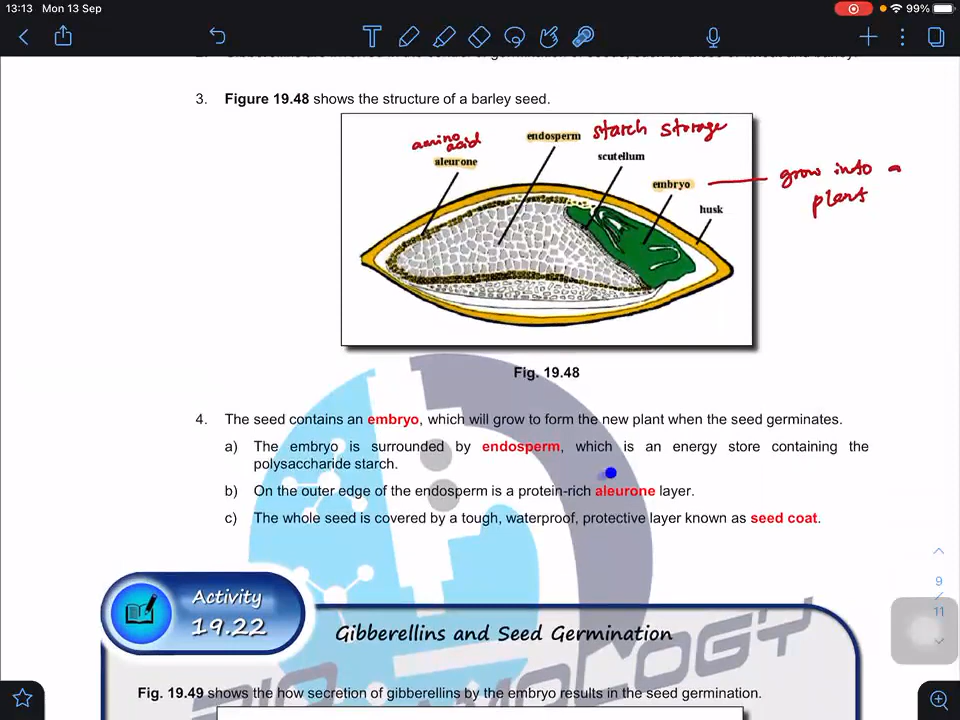 13:13 Mon 13 Sep
99%
3. Figure 19.48 shows the structure of a barley seed.
amino acid
aleurone
endosperm
starch storage
scutellum
embryo
grow into a
plant
husk
Fig. 19.48
4. The seed contains an embryo, which will grow to form the new plant when the seed germinates.
a) The embryo is surrounded by endosperm, which is an energy store containing the
polysaccharide starch.
b) On the outer edge of the endosperm is a protein-rich aleurone layer.
c) The whole seed is covered by a tough, waterproof, protective layer known as seed coat.
9
/
11
Activity
19.22
Gibberellins and Seed Germination
Fig. 19.49 shows the how secretion of gibberellins by the embryo results in the seed germination.